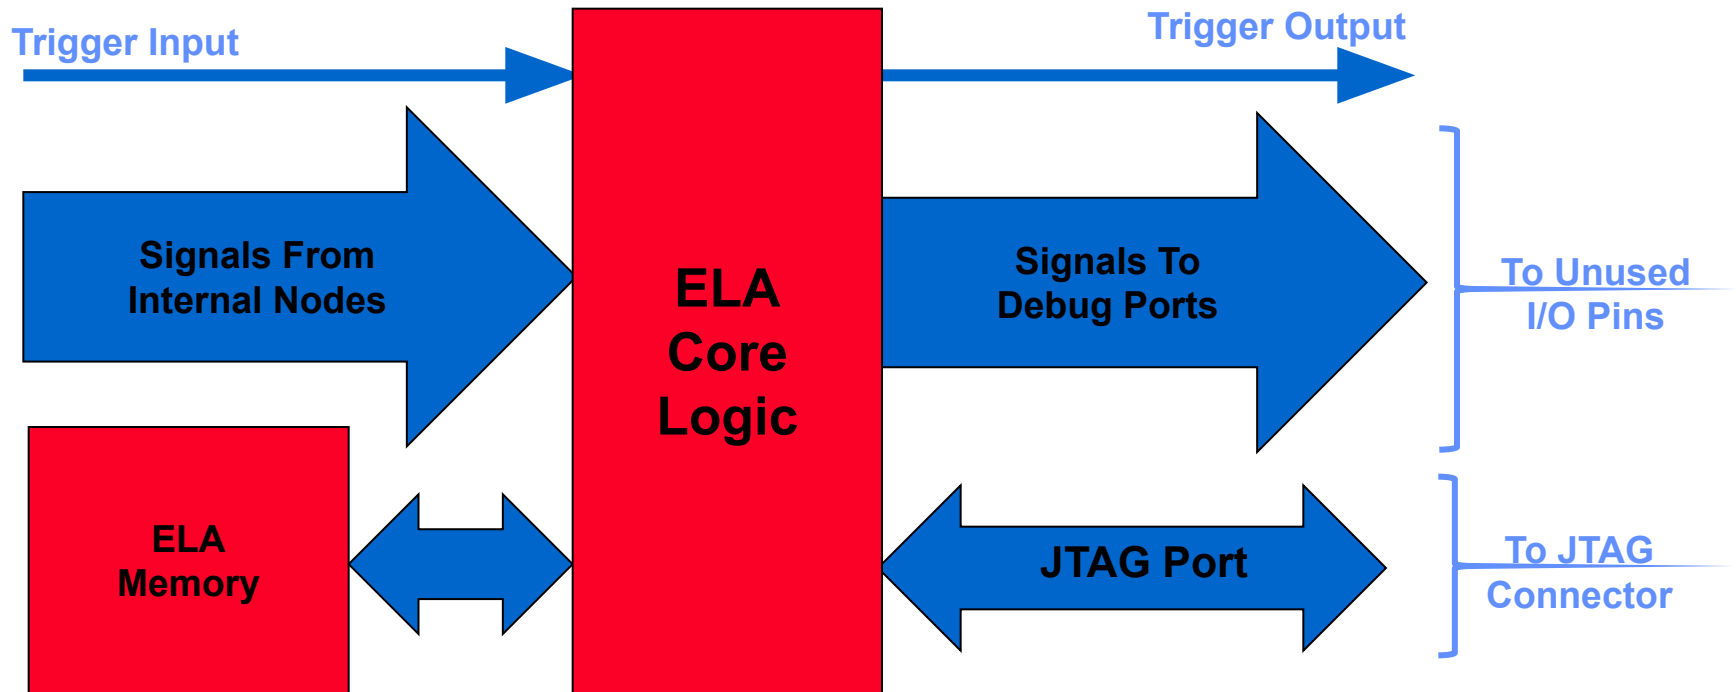 Trigger Input
Trigger Output
Signals From
Internal Nodes
ELA
Core
Logic
Signals To
Debug Ports
To Unused
I/O Pins
ELA
Memory
JTAG Port
To JTAG
Connector